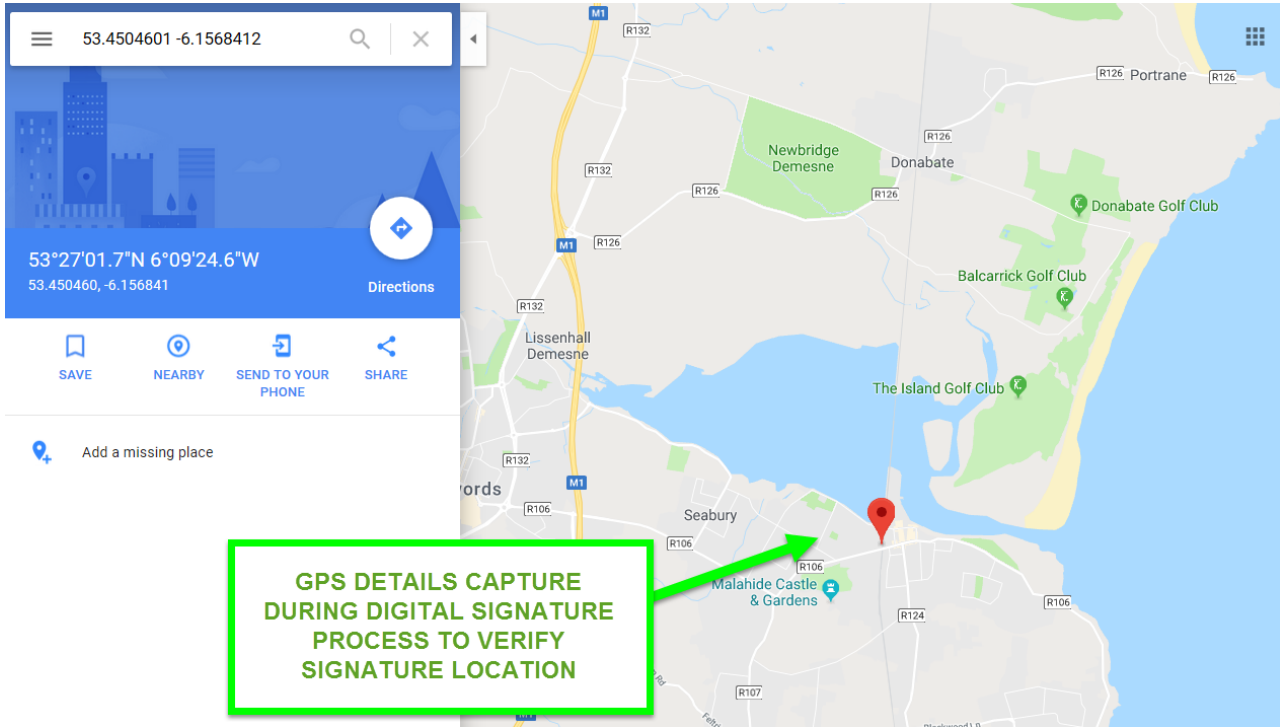 53.4504601 -6.1568412
53°27'01.7"N 6°09'24.6"W
53.450460, -6.156841
Directions
SAVE
NEARBY
SEND TO YOUR
PHONE
SHARE
Add a missing place
GPS DETAILS CAPTURE
DURING DIGITAL SIGNATURE
PROCESS TO VERIFY
SIGNATURE LOCATION
M1
R132
R126
Portrane
R126
R126
Newbridge
Demesne
Donabate
R132
R126
R126
Donabate Golf Club
M1
R126
Balcarrick Golf Club
R132
Lissenhall
Demesne
The Island Golf Club
R132
M1
ords
R106
Seabury
R106
R106
Malahide Castle
& Gardens
R106
R124
R107